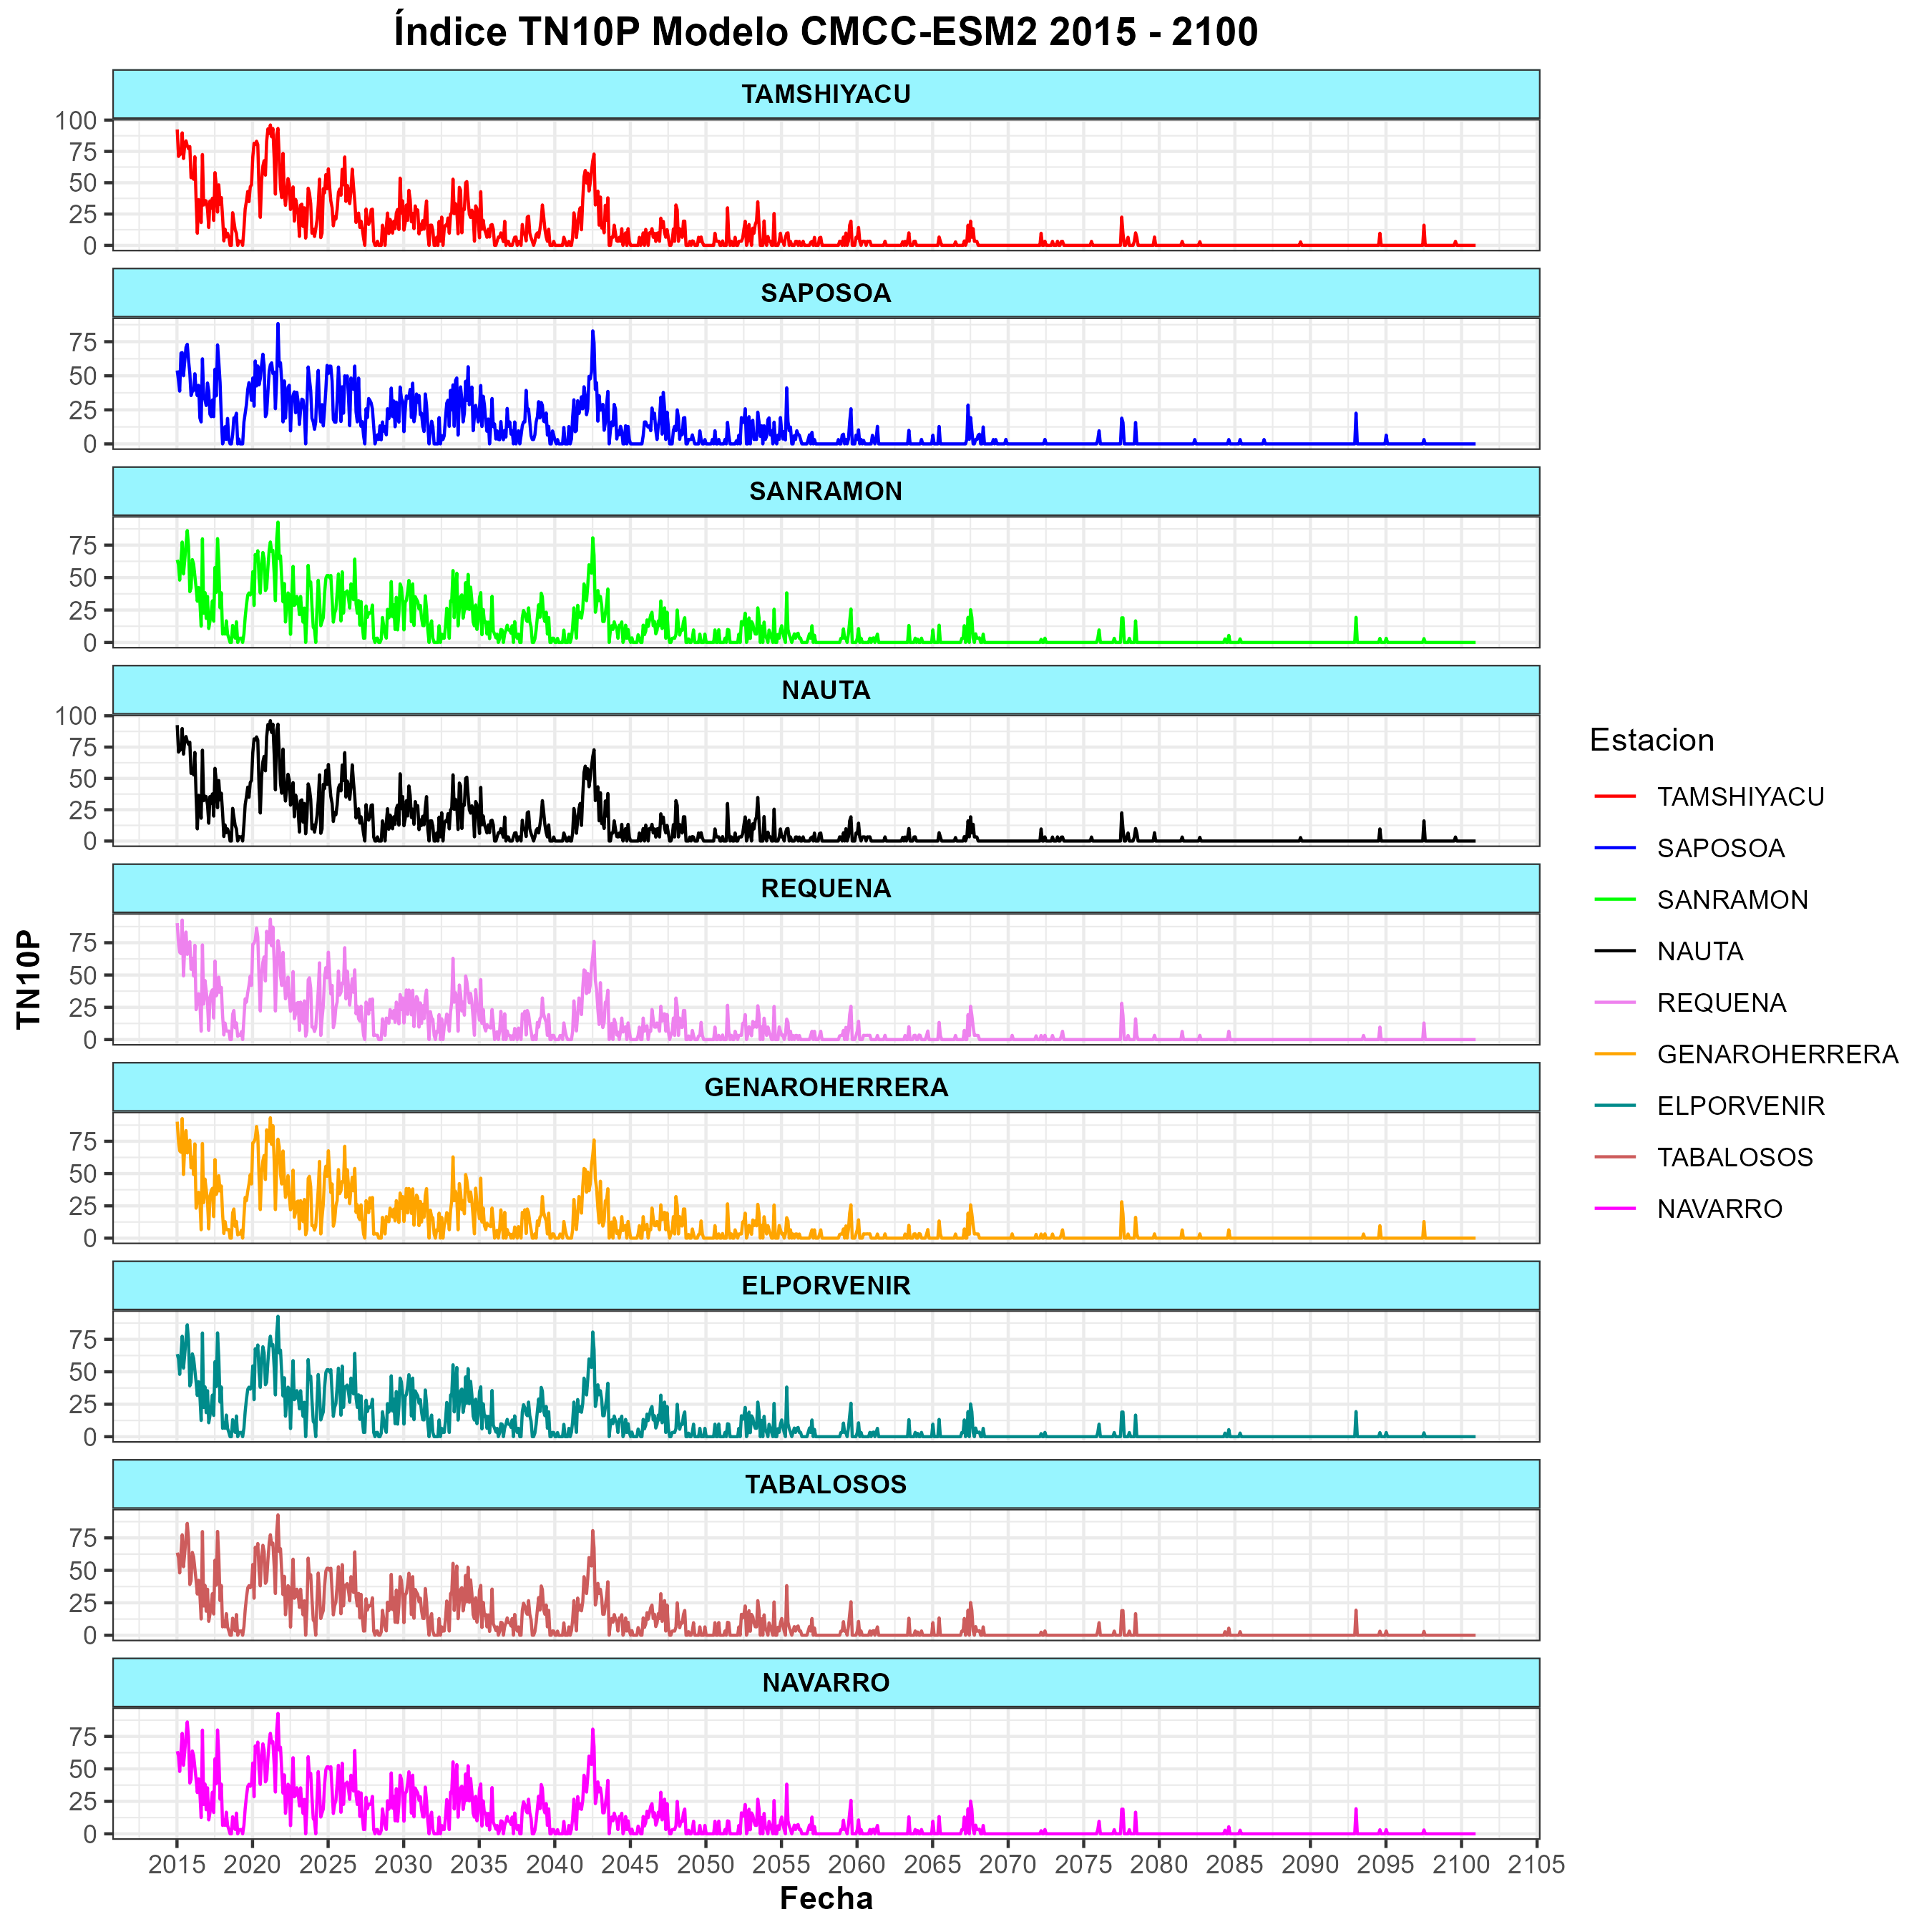 Índice TN10P Modelo CMCC-ESM2 2015 - 2100
TAMSHIYACU
100
75
50
25
0
SAPOSOA
75
50
25
0
SANRAMON
75
50
25
0
NAUTA
100
75
50
25
0
REQUENA
75
50
25
0
GENAROHERRERA
75
50
25
0
ELPORVENIR
75
50
25
0
TABALOSOS
75
50
25
0
NAVARRO
75
50
25
0
2015 2020 2025 2030 2035 2040 2045 2050 2055 2060 2065 2070 2075 2080 2085 2090 2095 2100 2105
Fecha
TN10P
Estacion
TAMSHIYACU
SAPOSOA
SANRAMON
NAUTA
REQUENA
GENAROHERRERA
ELPORVENIR
TABALOSOS
NAVARRO